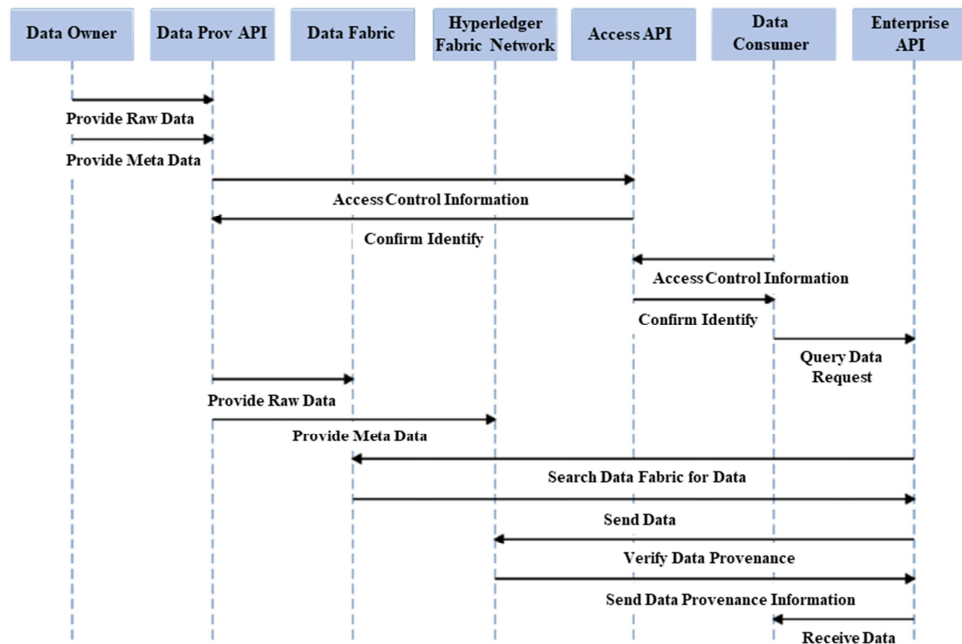 Data Owner
Data Prov API
Data Fabric
Hyperledger
Fabric Network
Access API
Data
Consumer
Enterprise
API
Provide Raw Data
Provide Meta Data
Access Control Information
Confirm Identify
Access Control Information
Confirm Identify
Query Data
Request
Provide Raw Data
Provide Meta Data
Search Data Fabric for Data
Send Data
Verify Data Provenance
Send Data Provenance Information
Receive Data